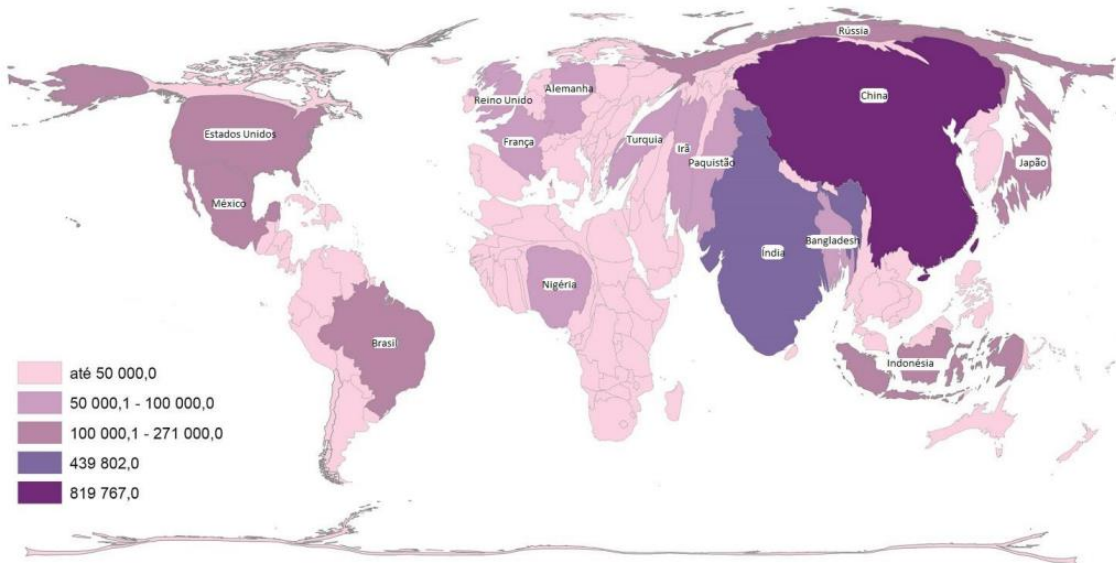 Rússia
Alemanha
Reino Unido
China
Estados Unidos
França
Turquia
Irã
Paquistão
Japão
México
Bangladesh
Índia
Nigéria
Brasil
Indonésia
até 50 000,0
50 000,1 - 100 000,0
100 000,1 - 271 000,0
439 802,0
819 767,0